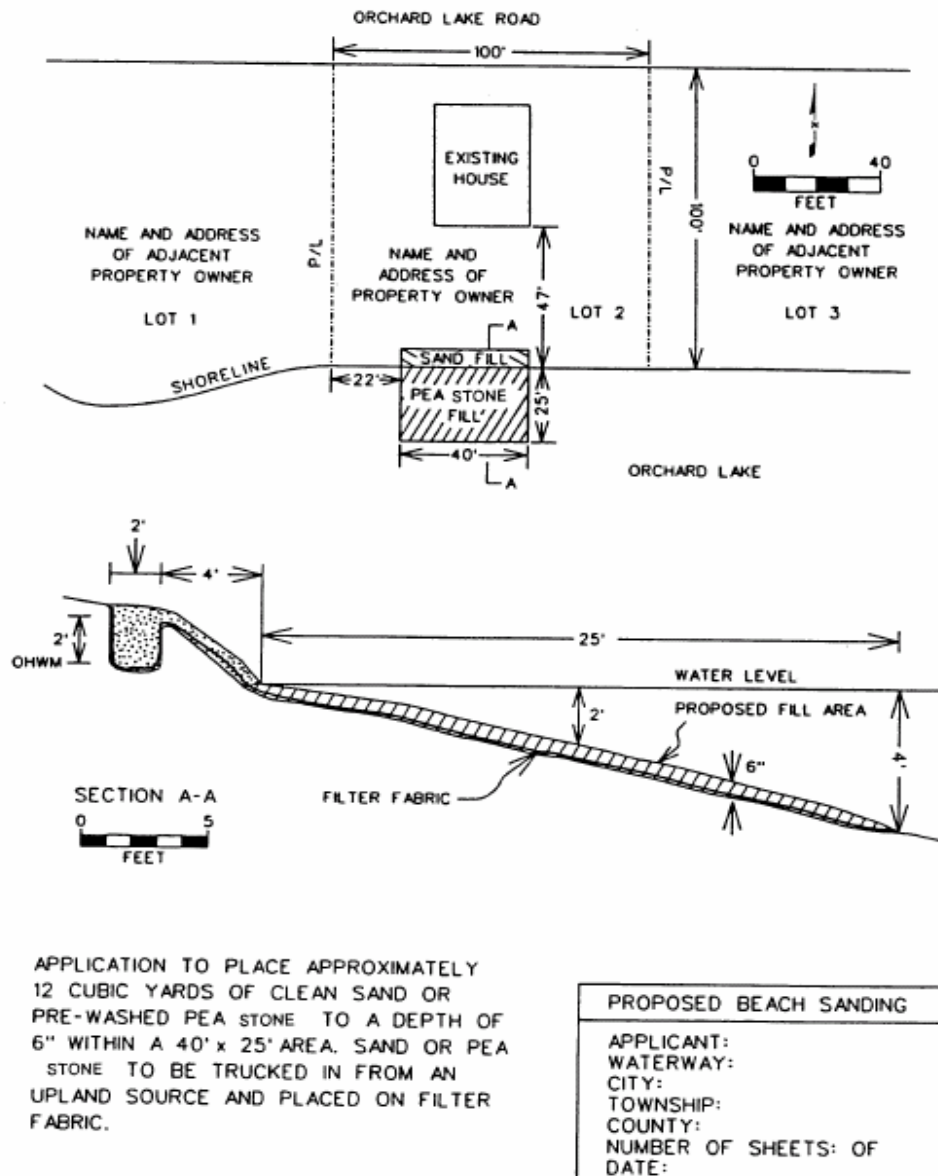 ORCHARD LAKE ROAD
100'
EXISTING
HOUSE
P/L
P/L
100'
0 40
FEET
NAME AND ADDRESS
OF ADJACENT
PROPERTY OWNER
LOT 1
NAME AND
ADDRESS OF
PROPERTY OWNER
47'
LOT 2
NAME AND ADDRESS
OF ADJACENT
PROPERTY OWNER
LOT 3
A
SHORELINE
SAND FILL
22'
PEA STONE
FILL
25'
40'
A
ORCHARD LAKE
2'
4'
2'
OHWM
25'
WATER LEVEL
2'
PROPOSED FILL AREA
4'
6"
FILTER FABRIC
SECTION A-A
0 5
FEET
APPLICATION TO PLACE APPROXIMATELY
12 CUBIC YARDS OF CLEAN SAND OR
PRE-WASHED PEA STONE TO A DEPTH OF
6" WITHIN A 40' x 25' AREA. SAND OR PEA
STONE TO BE TRUCKED IN FROM AN
UPLAND SOURCE AND PLACED ON FILTER
FABRIC.
PROPOSED BEACH SANDING
APPLICANT:
WATERWAY:
CITY:
TOWNSHIP:
COUNTY:
NUMBER OF SHEETS: OF
DATE: